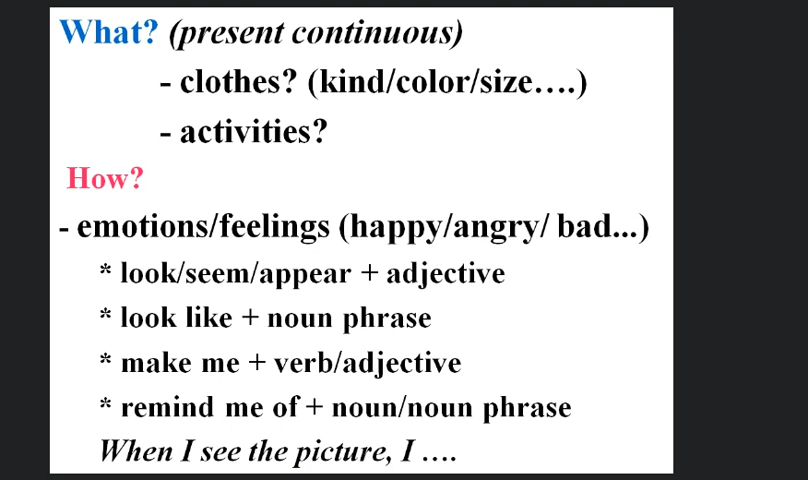 What? (present continuous)
- clothes? (kind/color/size….)
- activities?
How?
- emotions/feelings (happy/angry/ bad...)
* look/seem/appear + adjective
* look like + noun phrase
* make me + verb/adjective
* remind me of + noun/noun phrase
When I see the picture, I ….